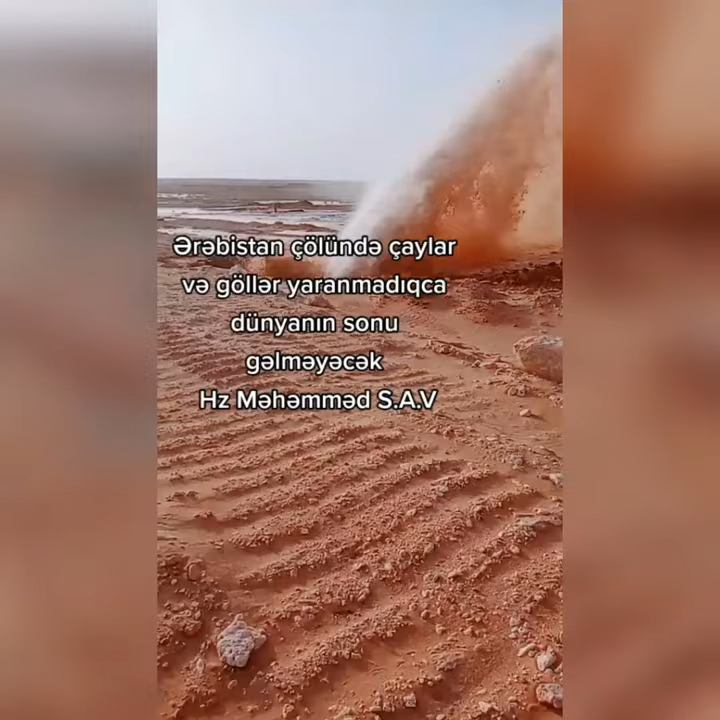 Ərəbistan çölündə çaylar
və göllər yaranmadıqca
dünyanın sonu
gəlməyəcək
Hz Məhəmməd S.A.V